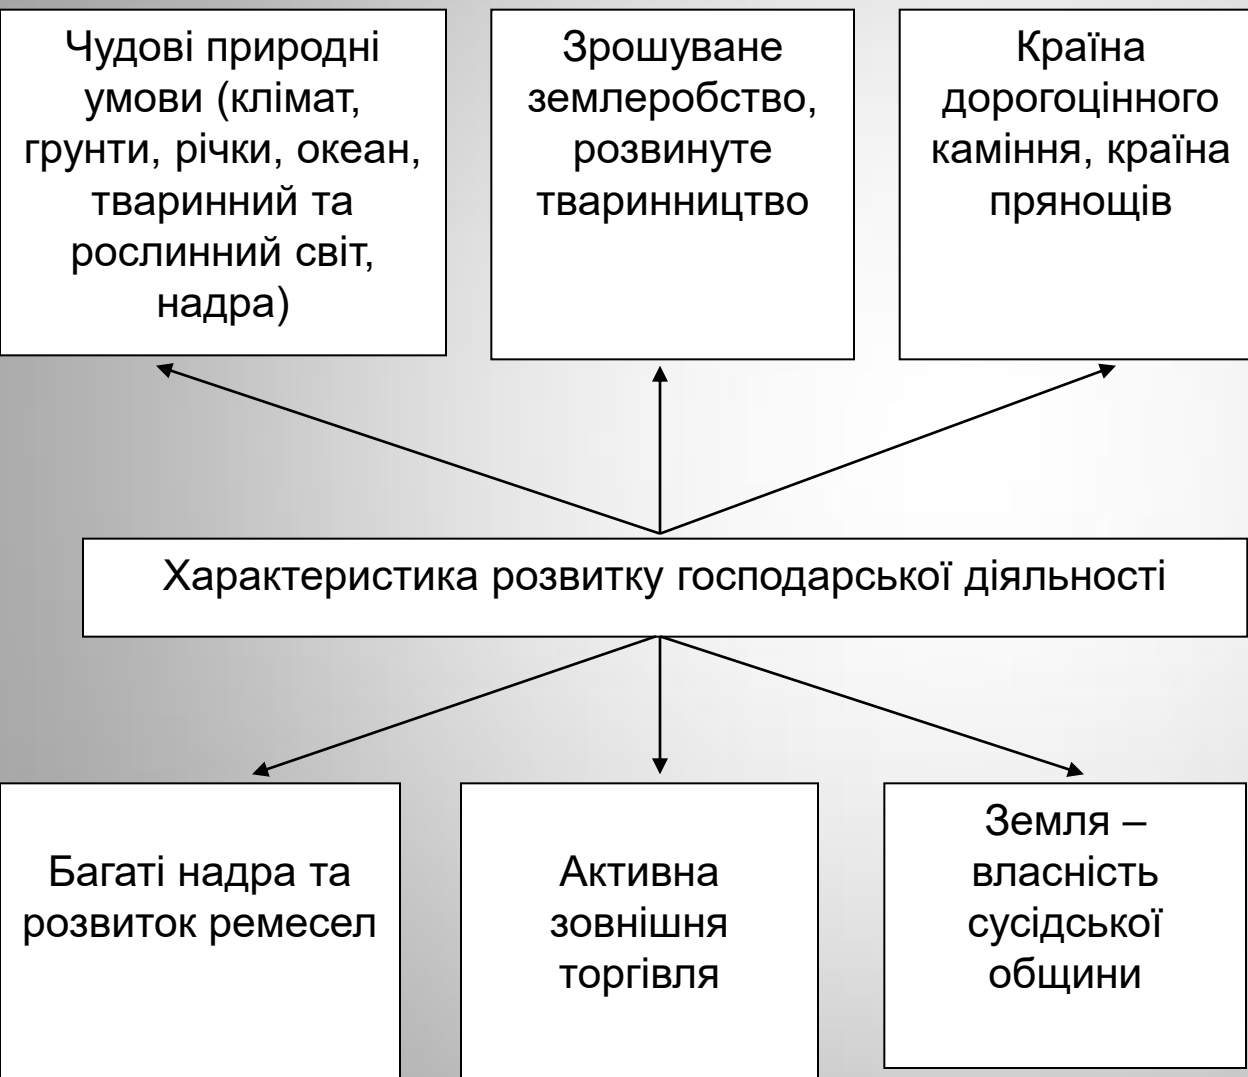 Чудові природні
умови (клімат,
грунти, річки, океан,
тваринний та
рослинний світ,
надра)
Зрошуване
землеробство,
розвинуте
тваринництво
Країна
дорогоцінного
каміння, країна
прянощів
Характеристика розвитку господарської діяльності
Багаті надра та
розвиток ремесел
Активна
зовнішня
торгівля
Земля –
власність
сусідської
общини